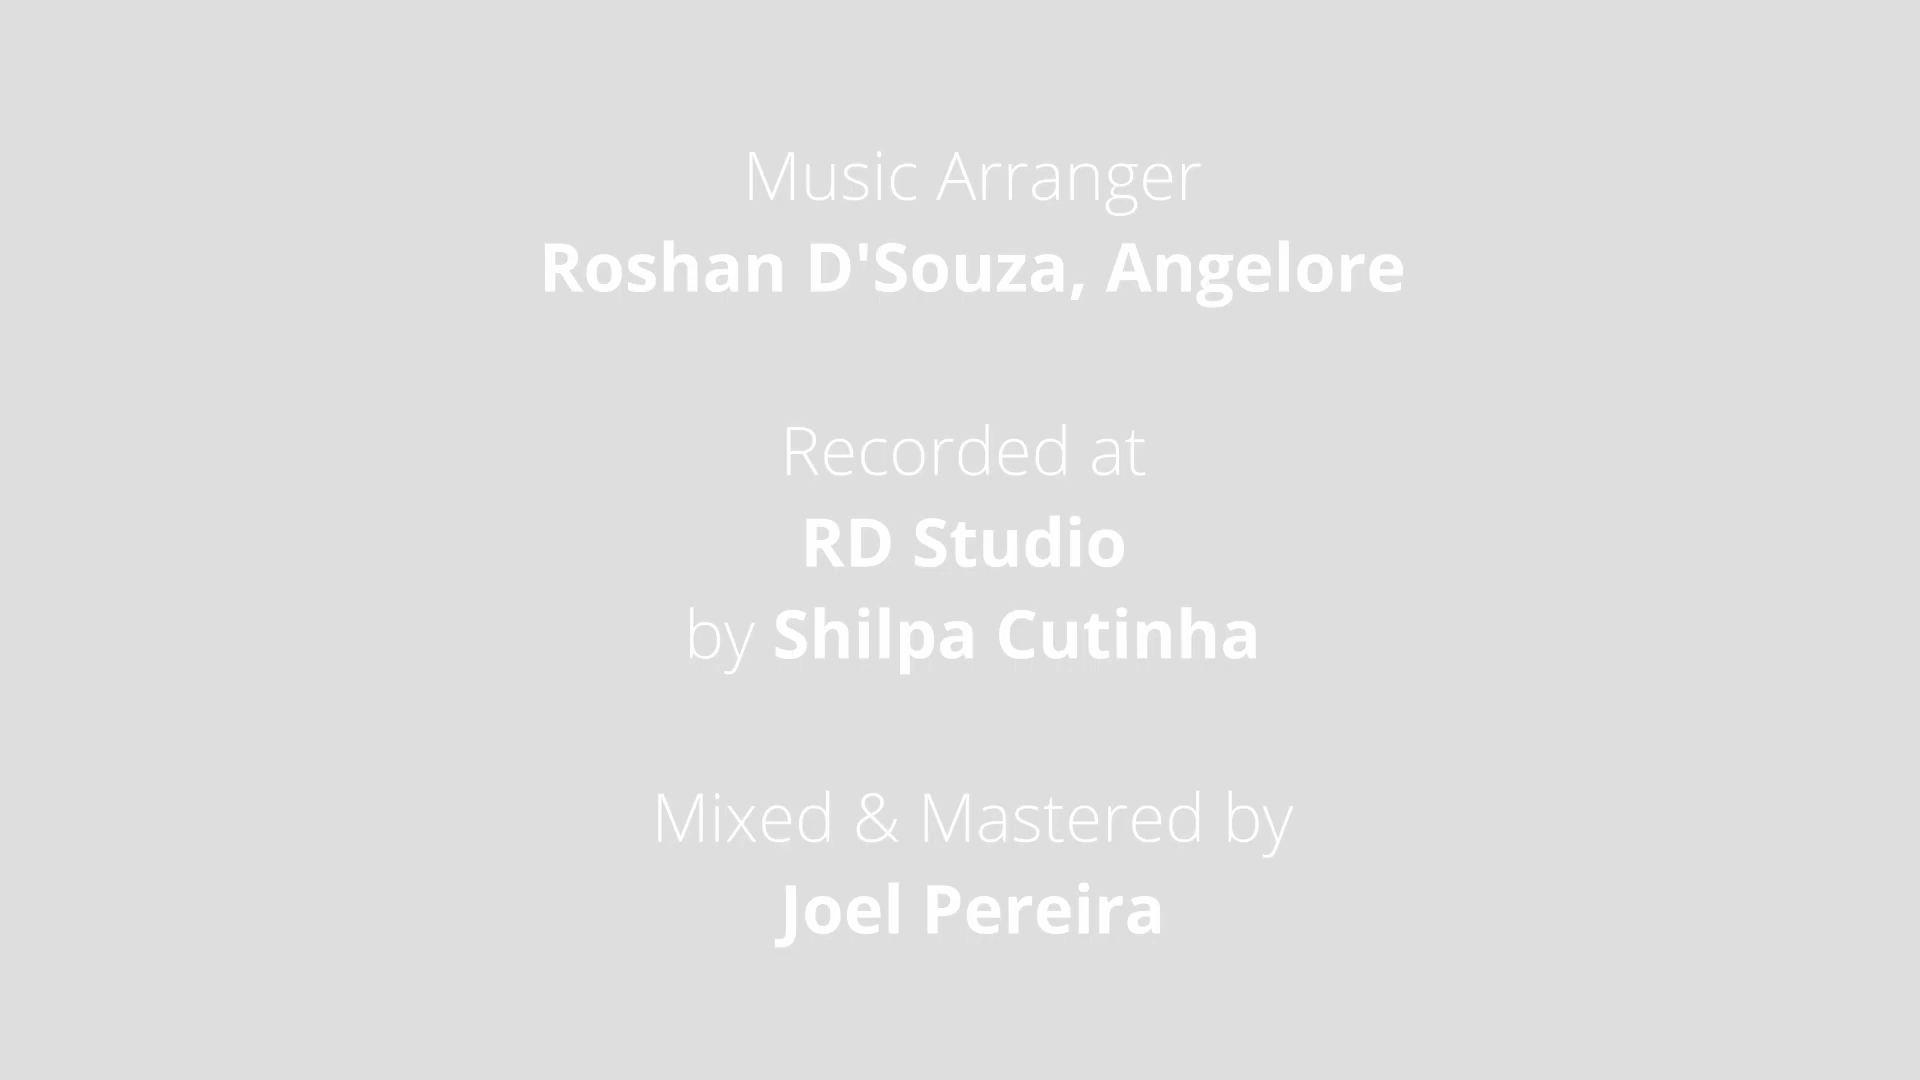 Music Arranger
Roshan D'Souza, Angelore
Recorded at
RD Studio
by Shilpa Cutinha
Mixed & Mastered by
Joel Pereira